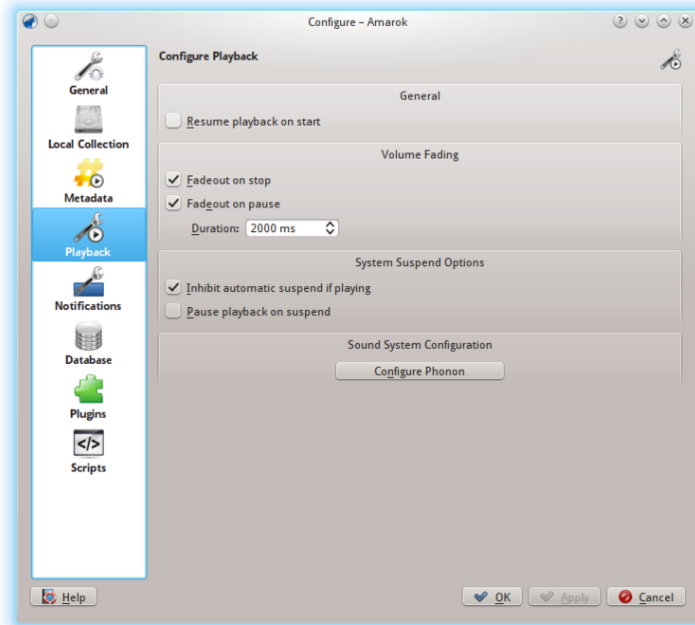 Configure – Amarok
General
Local Collection
Metadata
Playback
Notifications
Database
Plugins
Scripts
Configure Playback
General
Resume playback on start
Volume Fading
Fadeout on stop
Fadeout on pause
Duration: 2000 ms
System Suspend Options
Inhibit automatic suspend if playing
Pause playback on suspend
Sound System Configuration
Configure Phonon
Help OK Apply Cancel